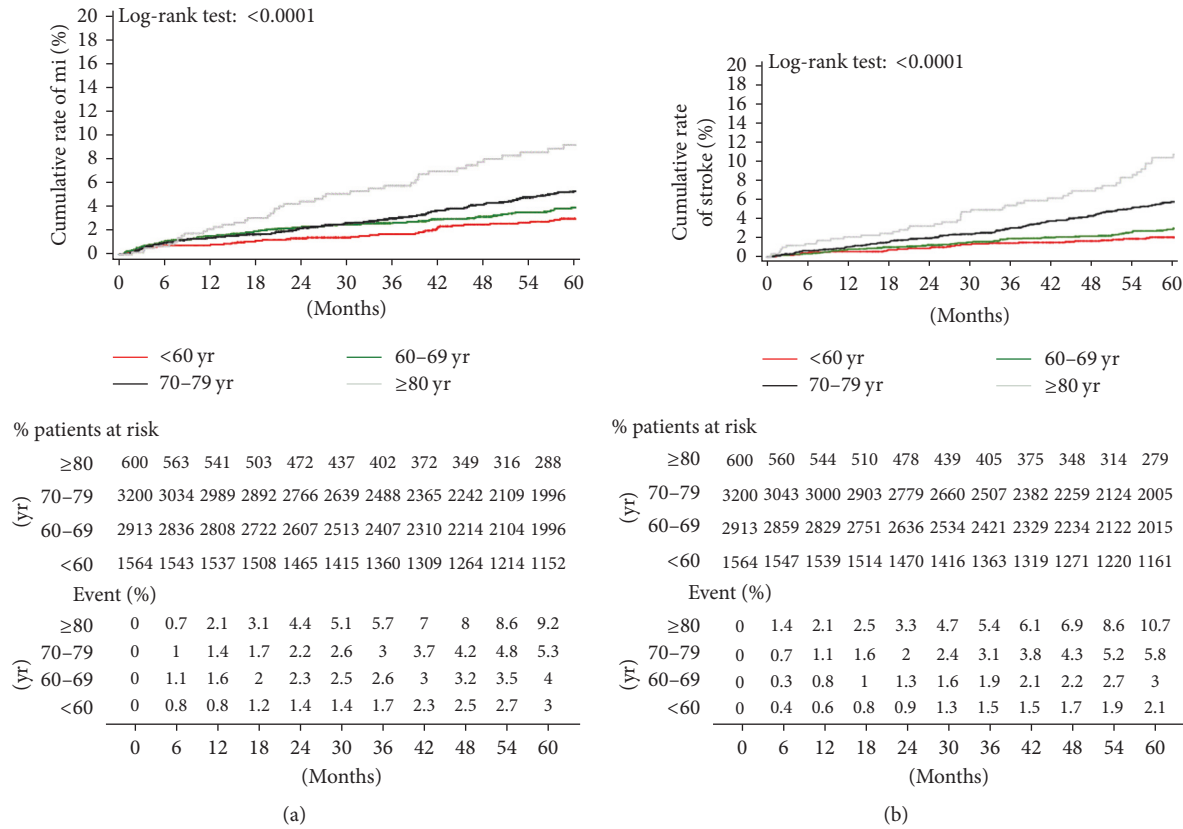 Log-rank test: <0.0001
Cumulative rate of mi (%)
20
18
16
14
12
10
8
6
4
2
0
0 6 12 18 24 30 36 42 48 54 60
(Months)
<60 yr 60–69 yr
70–79 yr ≥80 yr
% patients at risk
(yr)
≥80 600 563 541 503 472 437 402 372 349 316 288
70–79 3200 3034 2989 2892 2766 2639 2488 2365 2242 2109 1996
60–69 2913 2836 2808 2722 2607 2513 2407 2310 2214 2104 1996
<60 1564 1543 1537 1508 1465 1415 1360 1309 1264 1214 1152
Event (%)
(yr)
≥80 0 0.7 2.1 3.1 4.4 5.1 5.7 7 8 8.6 9.2
70–79 0 1 1.4 1.7 2.2 2.6 3 3.7 4.2 4.8 5.3
60–69 0 1.1 1.6 2 2.3 2.5 2.6 3 3.2 3.5 4
<60 0 0.8 0.8 1.2 1.4 1.4 1.7 2.3 2.5 2.7 3
0 6 12 18 24 30 36 42 48 54 60
(Months)
(a)
Log-rank test: <0.0001
Cumulative rate
of stroke (%)
20
18
16
14
12
10
8
6
4
2
0
0 6 12 18 24 30 36 42 48 54 60
(Months)
<60 yr 60–69 yr
70–79 yr ≥80 yr
% patients at risk
(yr)
≥80 600 560 544 510 478 439 405 375 348 314 279
70–79 3200 3043 3000 2903 2779 2660 2507 2382 2259 2124 2005
60–69 2913 2859 2829 2751 2636 2534 2421 2329 2234 2122 2015
<60 1564 1547 1539 1514 1470 1416 1363 1319 1271 1220 1161
Event (%)
(yr)
≥80 0 1.4 2.1 2.5 3.3 4.7 5.4 6.1 6.9 8.6 10.7
70–79 0 0.7 1.1 1.6 2 2.4 3.1 3.8 4.3 5.2 5.8
60–69 0 0.3 0.8 1 1.3 1.6 1.9 2.1 2.2 2.7 3
<60 0 0.4 0.6 0.8 0.9 1.3 1.5 1.5 1.7 1.9 2.1
0 6 12 18 24 30 36 42 48 54 60
(Months)
(b)